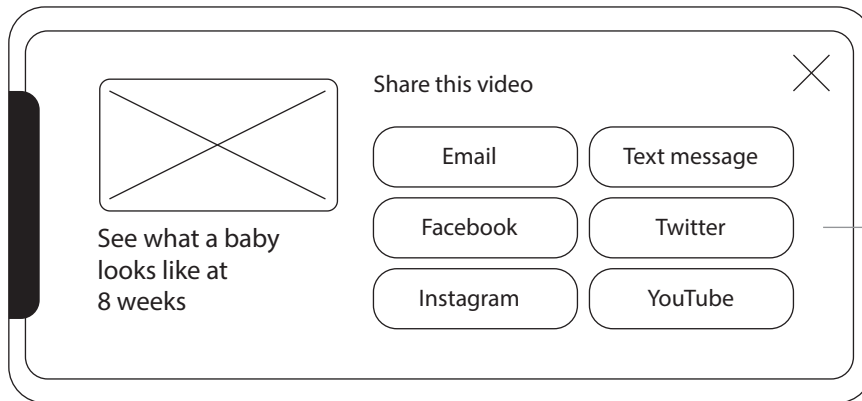 Share this video
Email
Text message
Facebook
Twitter
Instagram
YouTube
See what a baby
looks like at
8 weeks